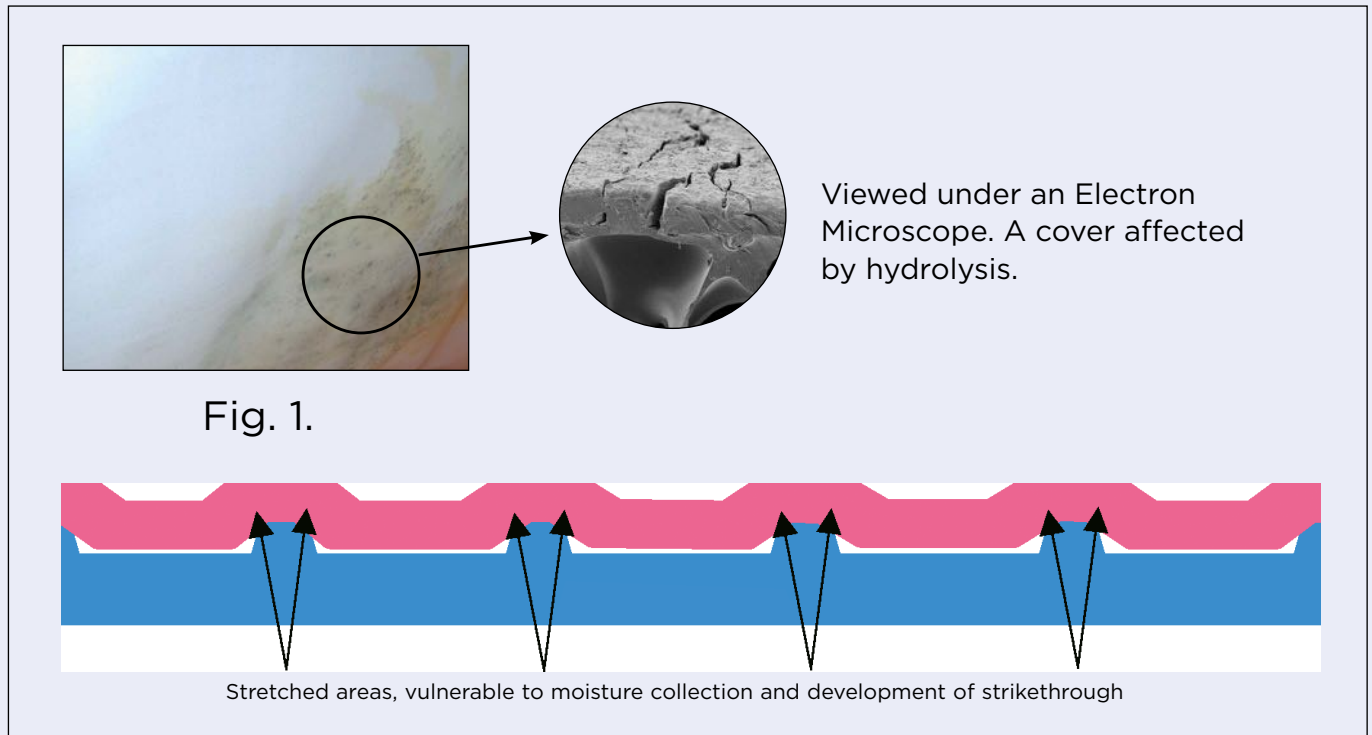 Viewed under an Electron
Microscope. A cover affected
by hydrolysis.
Fig. 1.
Stretched areas, vulnerable to moisture collection and development of strikethrough